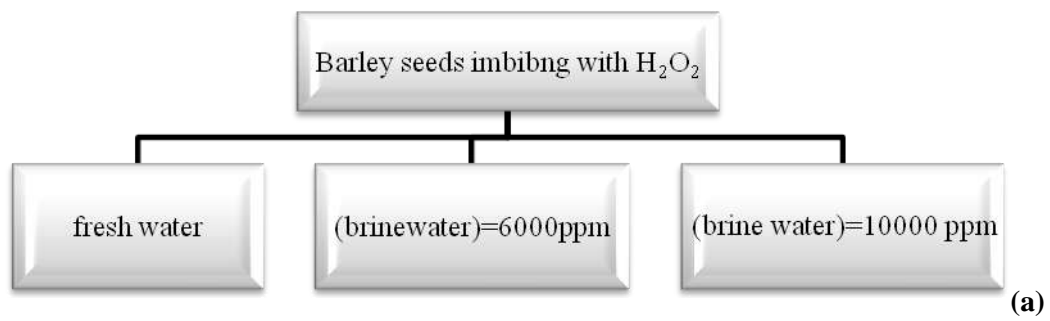 Barley seeds imbibng with H₂O₂
fresh water
(brinewater)=6000ppm
(brine water)=10000 ppm
(a)